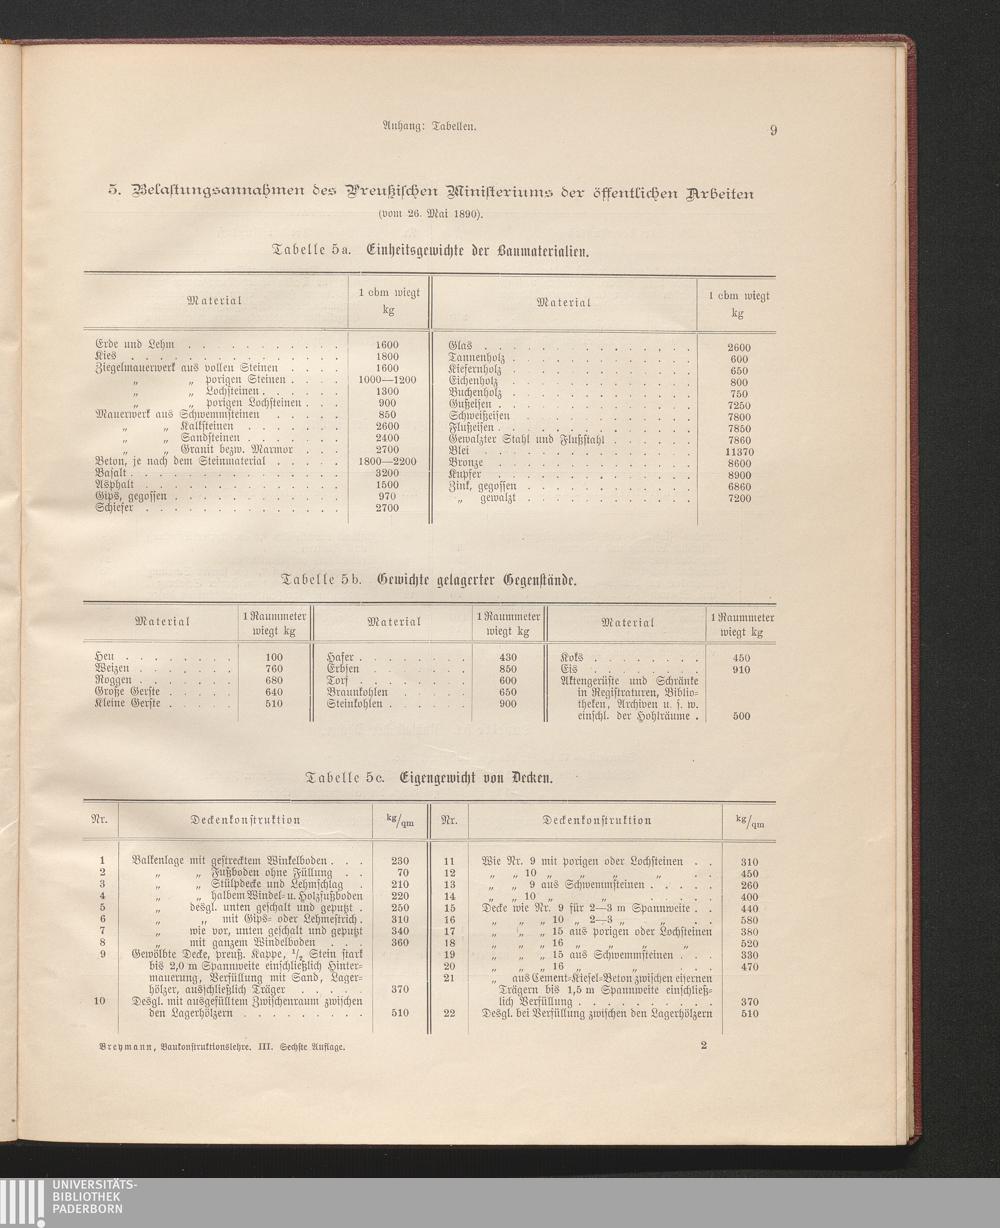 Anhang: Tabellen. 9
5. Belastungsannahmen des Preußischen Ministeriums der öffentlichen Arbeiten
(vom 26. Mai 1890).
Tabelle 5a. Einheitsgewichte der Baumaterialien.
Material | 1 cbm wiegt kg | Material | 1 cbm wiegt kg
Erde und Lehm . . . 1600 | Glas . . . 2600
Kies . . . 1800 | Tannenholz . . . 600
Ziegelmauerwerk aus vollen Steinen . . . 1600 | Kiefernholz . . . 650
„ „ porigen Steinen . . . 1000—1200 | Eichenholz . . . 800
„ „ Lochsteinen . . . 1300 | Buchenholz . . . 750
„ „ porigen Lochsteinen . . . 900 | Gußeisen . . . 7250
Mauerwerk aus Schwemmsteinen . . . 850 | Schweißeisen . . . 7800
„ „ Kalksteinen . . . 2600 | Flußeisen . . . 7850
„ „ Sandsteinen . . . 2400 | Gewalzter Stahl und Flußstahl . . . 7860
„ „ Granit bezw. Marmor . . . 2700 | Blei . . . 11370
Beton, je nach dem Steinmaterial . . . 1800—2200 | Bronze . . . 8600
Basalt . . . 3200 | Kupfer . . . 8900
Asphalt . . . 1500 | Zink, gegossen . . . 6860
Gips, gegossen . . . 970 | „ gewalzt . . . 7200
Schiefer . . . 2700
Tabelle 5b. Gewichte gelagerter Gegenstände.
Material | 1 Raummeter wiegt kg | Material | 1 Raummeter wiegt kg | Material | 1 Raummeter wiegt kg
Heu . . . 100 | Hafer . . . 430 | Koks . . . 450
Weizen . . . 760 | Erbsen . . . 850 | Eis . . . 910
Roggen . . . 680 | Torf . . . 600 | Aktengerüste und Schränke
Große Gerste . . . 640 | Braunkohlen . . . 650 | in Registraturen, Biblio-
Kleine Gerste . . . 510 | Steinkohlen . . . 900 | theken, Archiven u. s. w.
einschl. der Hohlräume . 500
Tabelle 5c. Eigengewicht von Decken.
Nr. | Deckenkonstruktion | kg/qm | Nr. | Deckenkonstruktion | kg/qm
1 Balkenlage mit gestrecktem Winkelboden . . . 230 | 11 Wie Nr. 9 mit porigen oder Lochsteinen . . 310
2 „ „ Fußboden ohne Füllung . . 70 | 12 „ „ 10 „ „ „ „ . . 450
3 „ „ Stülpdecke und Lehmschlag . 210 | 13 „ „ 9 aus Schwemmsteinen . . . . . 260
4 „ „ halbem Windel- u. Holzfußboden 220 | 14 „ „ 10 „ „ . . . . . 400
5 „ desgl. unten geschalt und geputzt . 250 | 15 Decke wie Nr. 9 für 2—3 m Spannweite . . 440
6 „ „ mit Gips- oder Lehmestrich . 310 | 16 „ „ „ 10 „ 2—3 „ „ . . 580
7 „ wie vor, unten geschalt und geputzt 340 | 17 „ „ „ 15 aus porigen oder Lochsteinen 380
8 „ mit ganzem Windelboden . . . 360 | 18 „ „ „ 16 „ „ „ „ 520
9 Gewölbte Decke, preuß. Kappe, 1/2 Stein stark | 19 „ „ „ 15 aus Schwemmsteinen . . . 330
bis 2,0 m Spannweite einschließlich Hinter- | 20 „ „ „ 16 „ „ . . . 470
mauerung, Verfüllung mit Sand, Lager- | 21 „ aus Cement-Kiesel-Beton zwischen eisernen
hölzer, ausschließlich Träger . . . . . 370 | Trägern bis 1,5 m Spannweite einschließ-
10 Desgl. mit ausgefülltem Zwischenraum zwischen | lich Verfüllung . . . 370
den Lagerhölzern . . . 510 | 22 Desgl. bei Verfüllung zwischen den Lagerhölzern 510
Breymann, Baukonstruktionslehre. III. Sechste Auflage. 2
UNIVERSITÄTS-
BIBLIOTHEK
PADERBORN